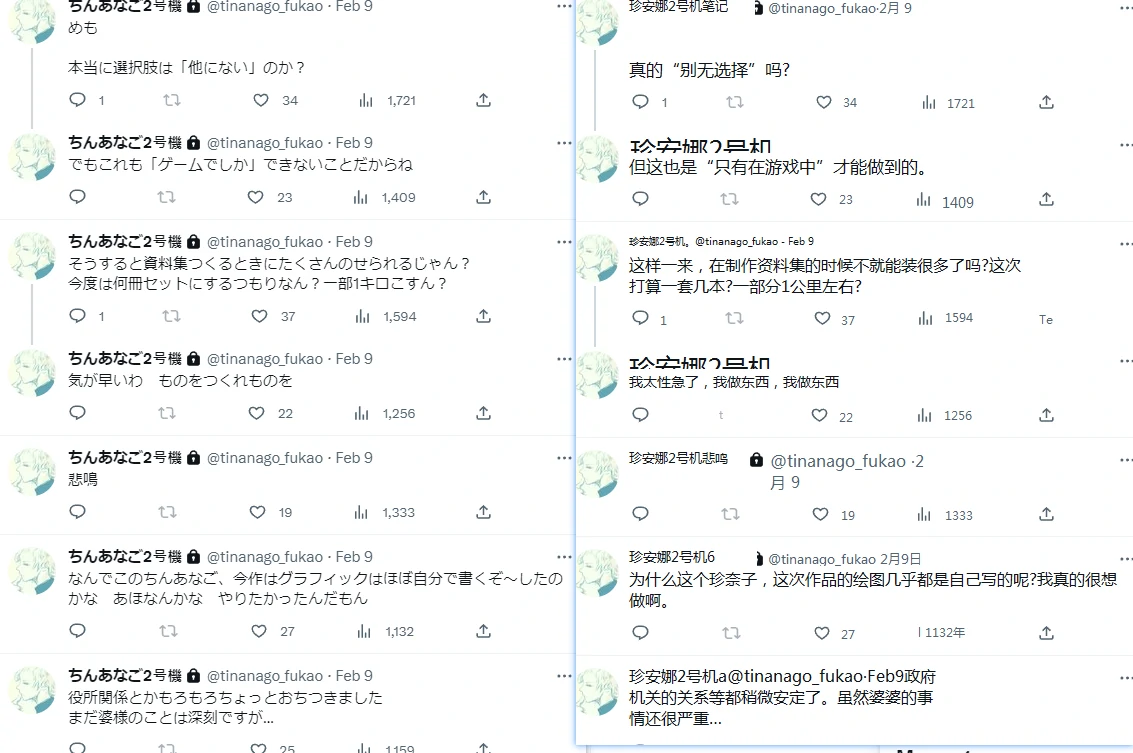 ちんあなご2号機 @tinanago_fukao · Feb 9
めも
本当に選択肢は「他にない」のか？
1 34 1,721
ちんあなご2号機 @tinanago_fukao · Feb 9
でもこれも「ゲームでしか」できないことだからね
23 1,409
ちんあなご2号機 @tinanago_fukao · Feb 9
そうすると資料集つくるときにたくさんのせられるじゃん？
今度は何冊セットにするつもりなん？一部1キロこすん？
1 37 1,594
ちんあなご2号機 @tinanago_fukao · Feb 9
気が早いわ　ものをつくれものを
22 1,256
ちんあなご2号機 @tinanago_fukao · Feb 9
悲鳴
19 1,333
ちんあなご2号機 @tinanago_fukao · Feb 9
なんでこのちんあなご、今作はグラフィックはほぼ自分で書くぞ～したの
かな　あほなんかな　やりたかったんだもん
27 1,132
ちんあなご2号機 @tinanago_fukao · Feb 9
役所関係とかもろもろちょっとおちつきました
まだ婆様のことは深刻ですが...
25 1,159
珍安娜2号机笔记 @tinanago_fukao·2月 9
真的“别无选择”吗?
1 34 1721
珍安娜2号机
但这也是“只有在游戏中”才能做到的。
23 1409
珍安娜2号机。@tinanago_fukao - Feb 9
这样一来，在制作资料集的时候不就能装很多了吗?这次
打算一套几本?一部分1公里左右?
1 37 1594 Te
珍安娜2号机
我太性急了，我做东西，我做东西
t 22 1256
珍安娜2号机悲鸣 @tinanago_fukao ·2
月 9
19 1333
珍安娜2号机6 @tinanago_fukao 2月9日
为什么这个珍奈子，这次作品的绘图几乎都是自己写的呢?我真的很想
做啊。
27 l 1132年
珍安娜2号机a@tinanago_fukao·Feb9政府
机关的关系等都稍微安定了。虽然婆婆的事
情还很严重...